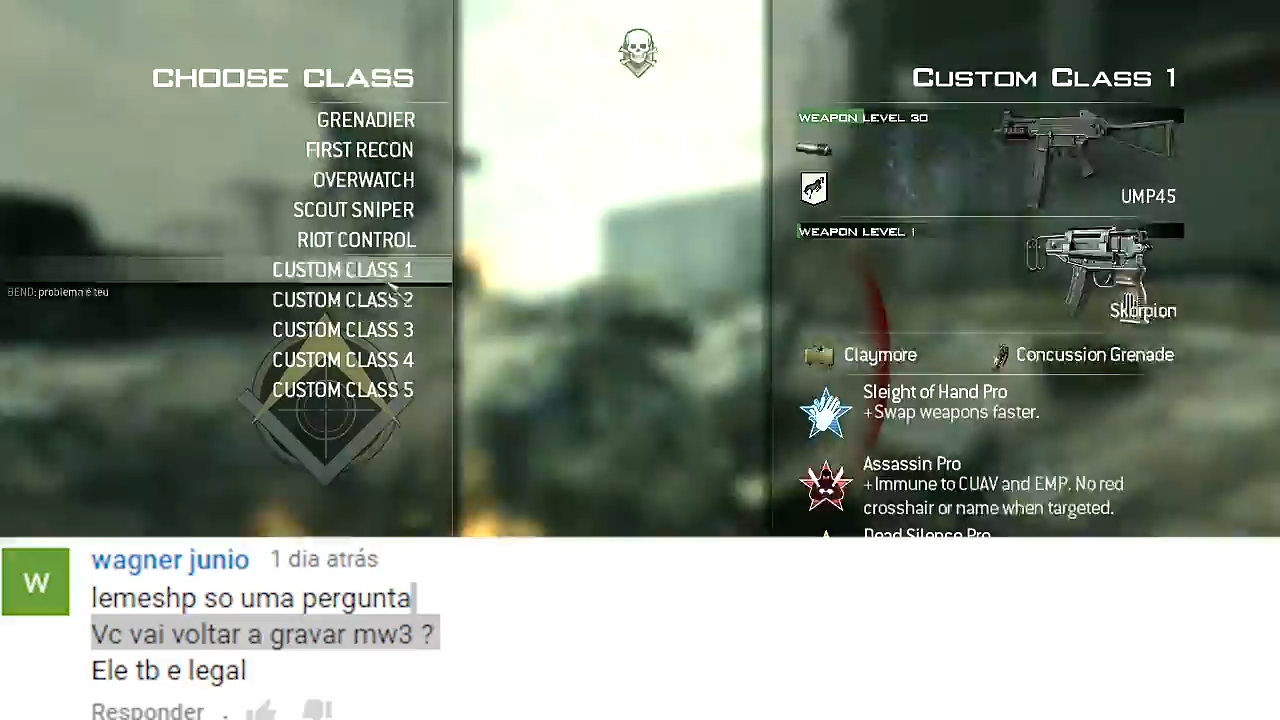 CHOOSE CLASS
GRENADIER
FIRST RECON
OVERWATCH
SCOUT SNIPER
RIOT CONTROL
CUSTOM CLASS 1
CUSTOM CLASS 2
CUSTOM CLASS 3
CUSTOM CLASS 4
CUSTOM CLASS 5
BEND: problema é teu
CUSTOM CLASS 1
WEAPON LEVEL 30
UMP45
WEAPON LEVEL 1
Skorpion
Claymore
Concussion Grenade
Sleight of Hand Pro
+Swap weapons faster.
Assassin Pro
+Immune to CUAV and EMP. No red
crosshair or name when targeted.
Dead Silence Pro
W
wagner junio 1 dia atrás
lemeshp so uma pergunta
Vc vai voltar a gravar mw3 ?
Ele tb e legal
Responder .